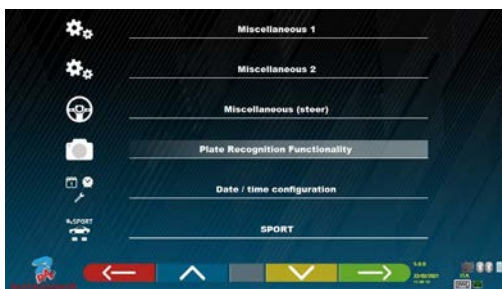 Miscellaneous 1
Miscellaneous 2
Miscellaneous (steer)
Plate Recognition Functionality
Date / time configuration
SPORT
SPORT